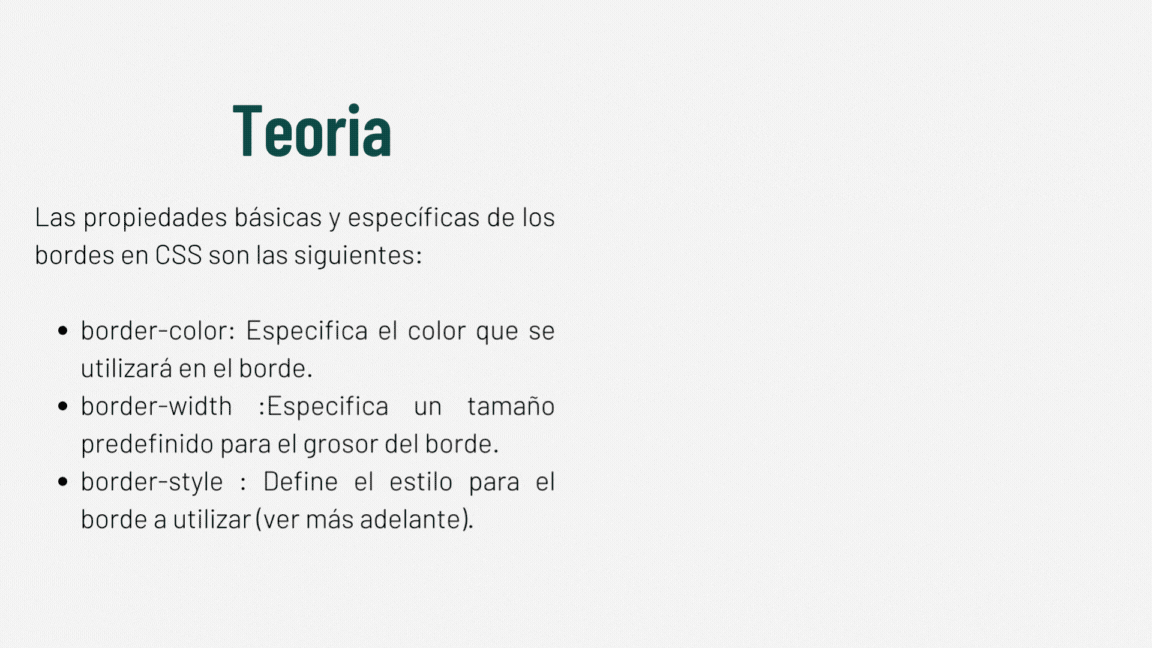 Teoria
Las propiedades básicas y específicas de los
bordes en CSS son las siguientes:
• border-color: Especifica el color que se
utilizará en el borde.
• border-width :Especifica un tamaño
predefinido para el grosor del borde.
• border-style : Define el estilo para el
borde a utilizar (ver más adelante).